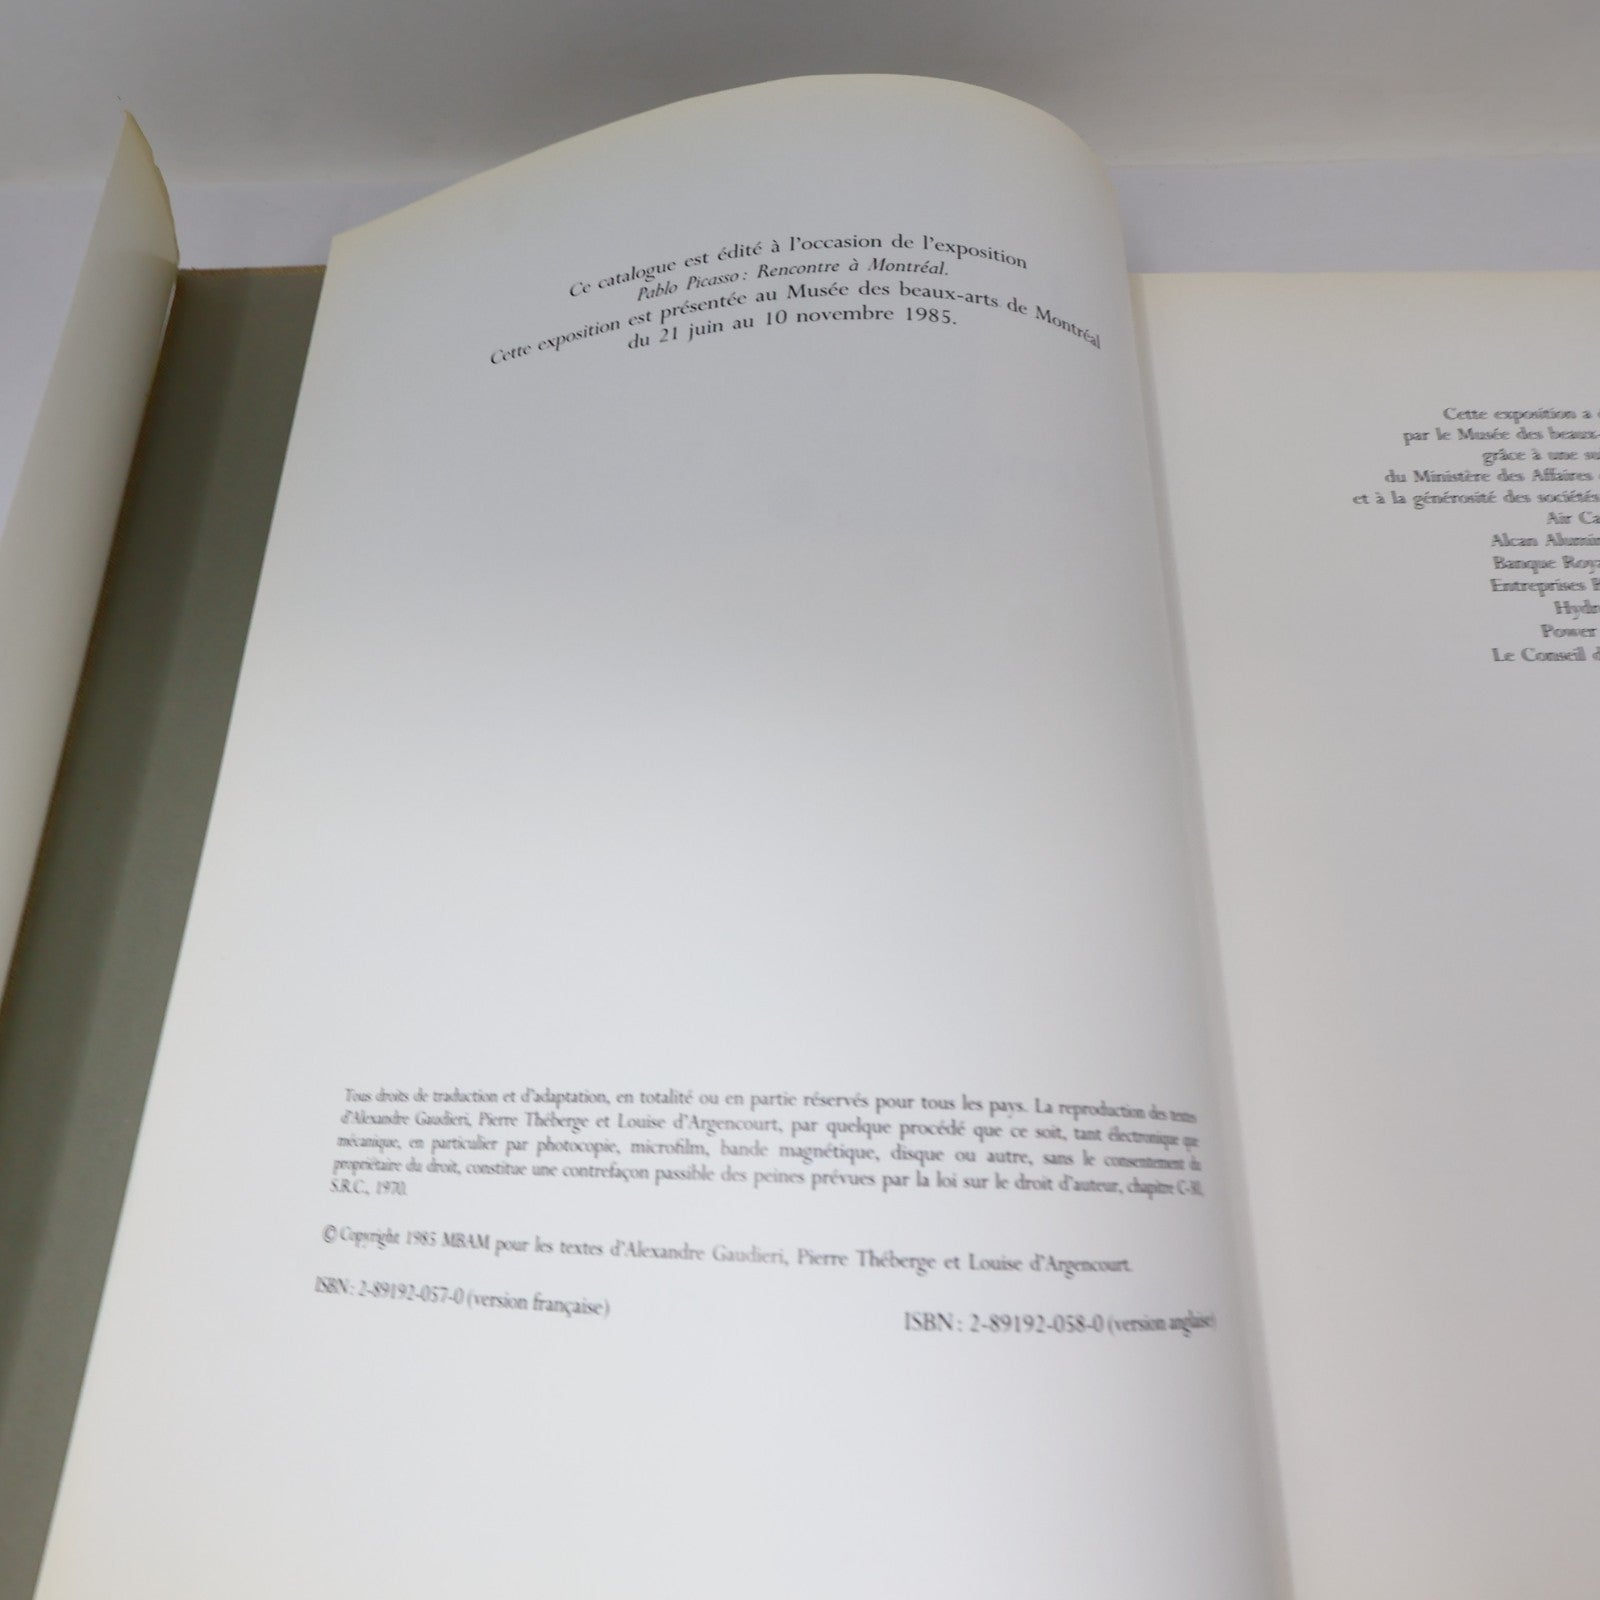 Ce catalogue est édité à l'occasion de l'exposition
Pablo Picasso : Rencontre à Montréal.
Cette exposition est présentée au Musée des beaux-arts de Montréal
du 21 juin au 10 novembre 1985.
Tous droits de traduction et d'adaptation, en totalité ou en partie réservés pour tous les pays. La reproduction des textes
d'Alexandre Gaudieri, Pierre Théberge et Louise d'Argencourt, par quelque procédé que ce soit, tant électronique que
mécanique, en particulier par photocopie, microfilm, bande magnétique, disque ou autre, sans le consentement du
propriétaire du droit, constitue une contrefaçon passible des peines prévues par la loi sur le droit d'auteur, chapitre C-30,
S.R.C., 1970.
© Copyright 1985 MBAM pour les textes d'Alexandre Gaudieri, Pierre Théberge et Louise d'Argencourt.
ISBN : 2-89192-057-0 (version française)
ISBN : 2-89192-058-0 (version anglaise)
Cette exposition a
par le Musée des beaux-
grâce à une
du Ministère des Affaires
et à la générosité des sociétés
Air
Alcan
Banque
Entreprises
Power
Le Conseil